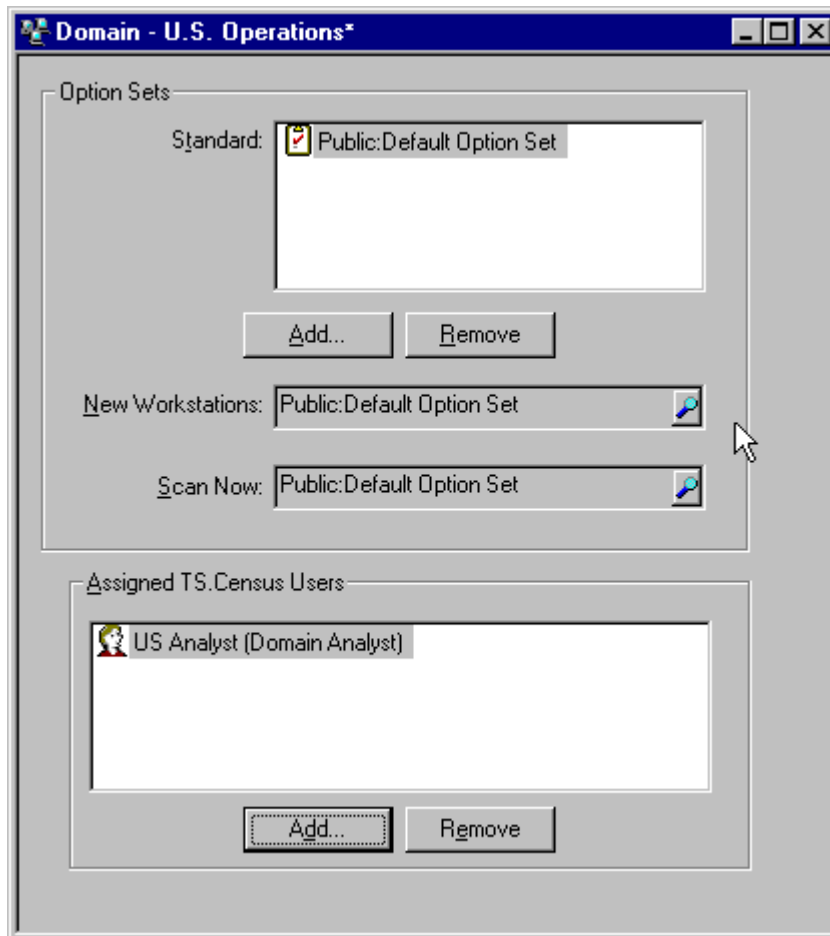 Domain - U.S. Operations*
Option Sets
Standard: Public:Default Option Set
Add... Remove
New Workstations: Public:Default Option Set
Scan Now: Public:Default Option Set
Assigned TS.Census Users
US Analyst (Domain Analyst)
Add... Remove